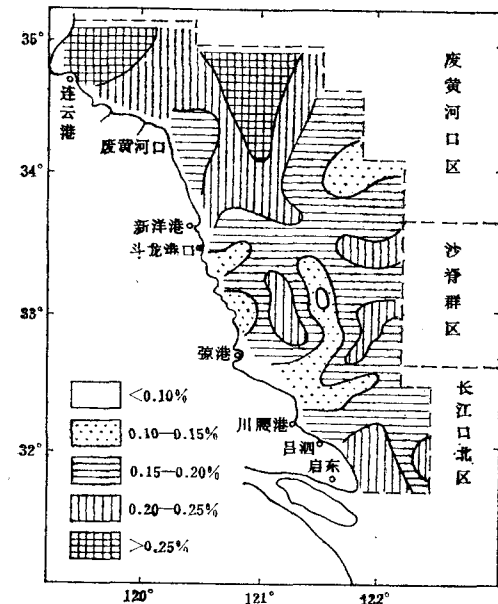 35°
34°
33°
32°
120°
121°
122°
连云港
废黄河口
新洋港
斗龙港口
弶港
川腰港
吕泗
启东
废黄河口区
沙脊群区
长江口北区
<0.10%
0.10—0.15%
0.15—0.20%
0.20—0.25%
>0.25%